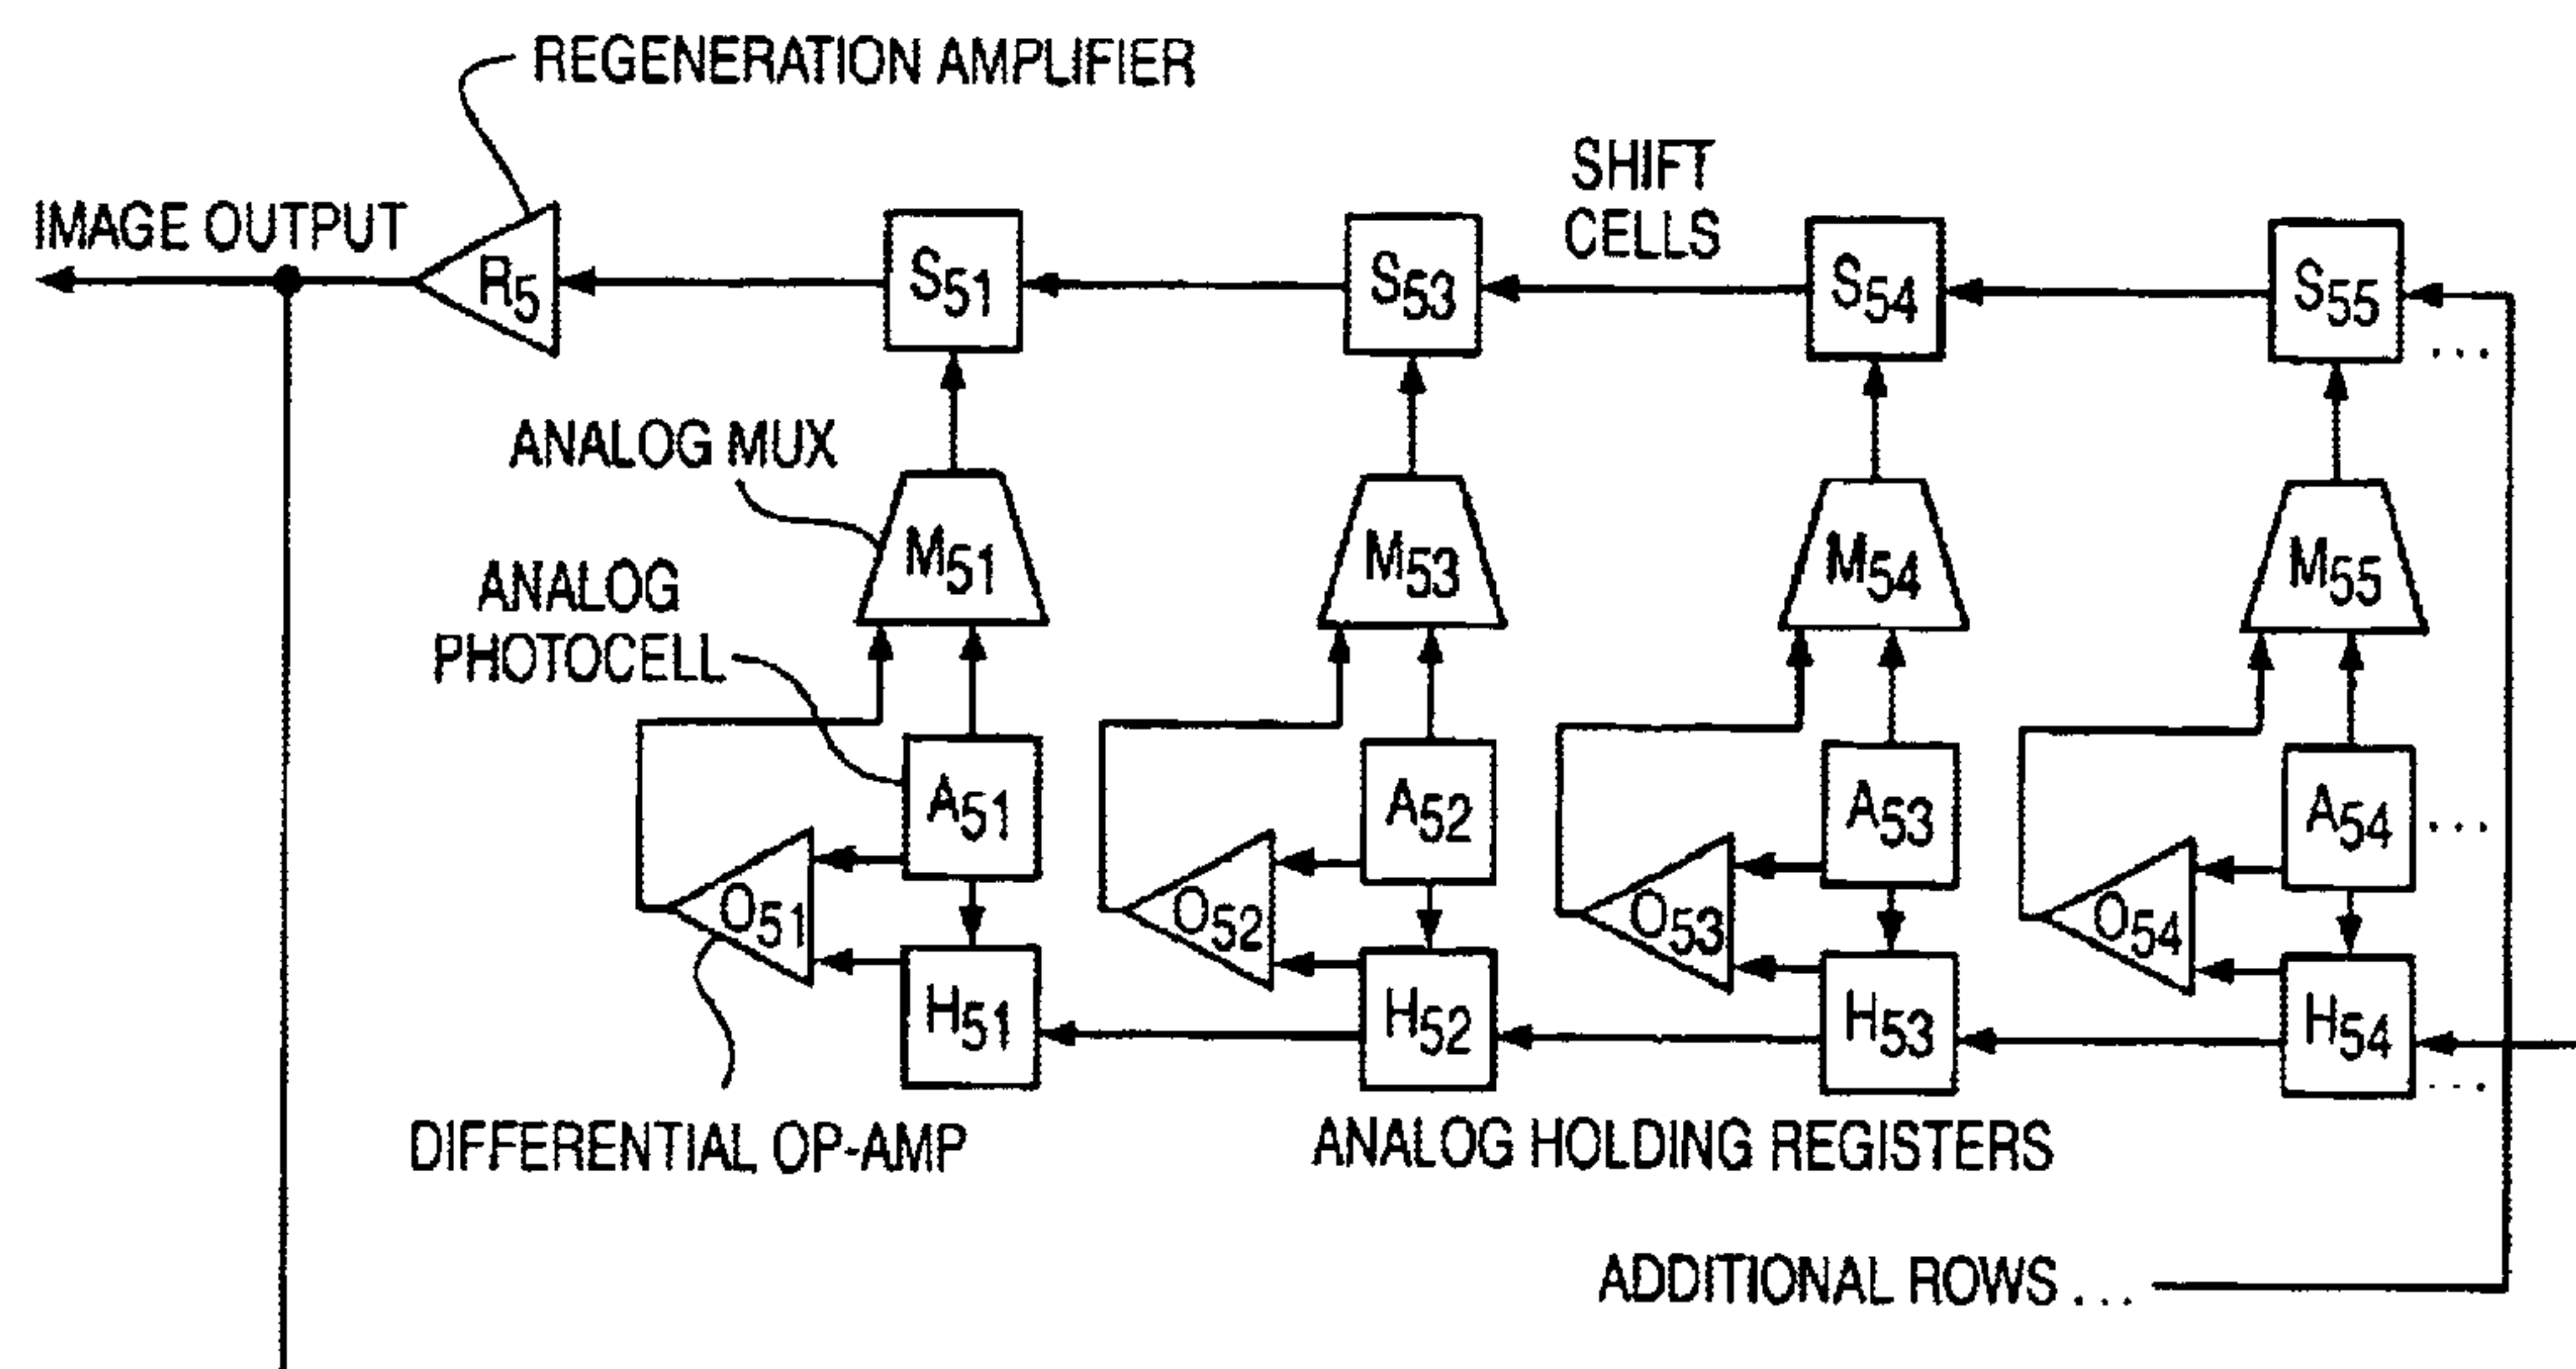 REGENERATION AMPLIFIER
SHIFT
CELLS
IMAGE OUTPUT
R5
S51
S53
S54
S55
...
ANALOG MUX
M51
M53
M54
M55
ANALOG
PHOTOCELL
A51
A52
A53
A54
...
O51
O52
O53
O54
H51
H52
H53
H54
...
DIFFERENTIAL OP-AMP
ANALOG HOLDING REGISTERS
ADDITIONAL ROWS ...